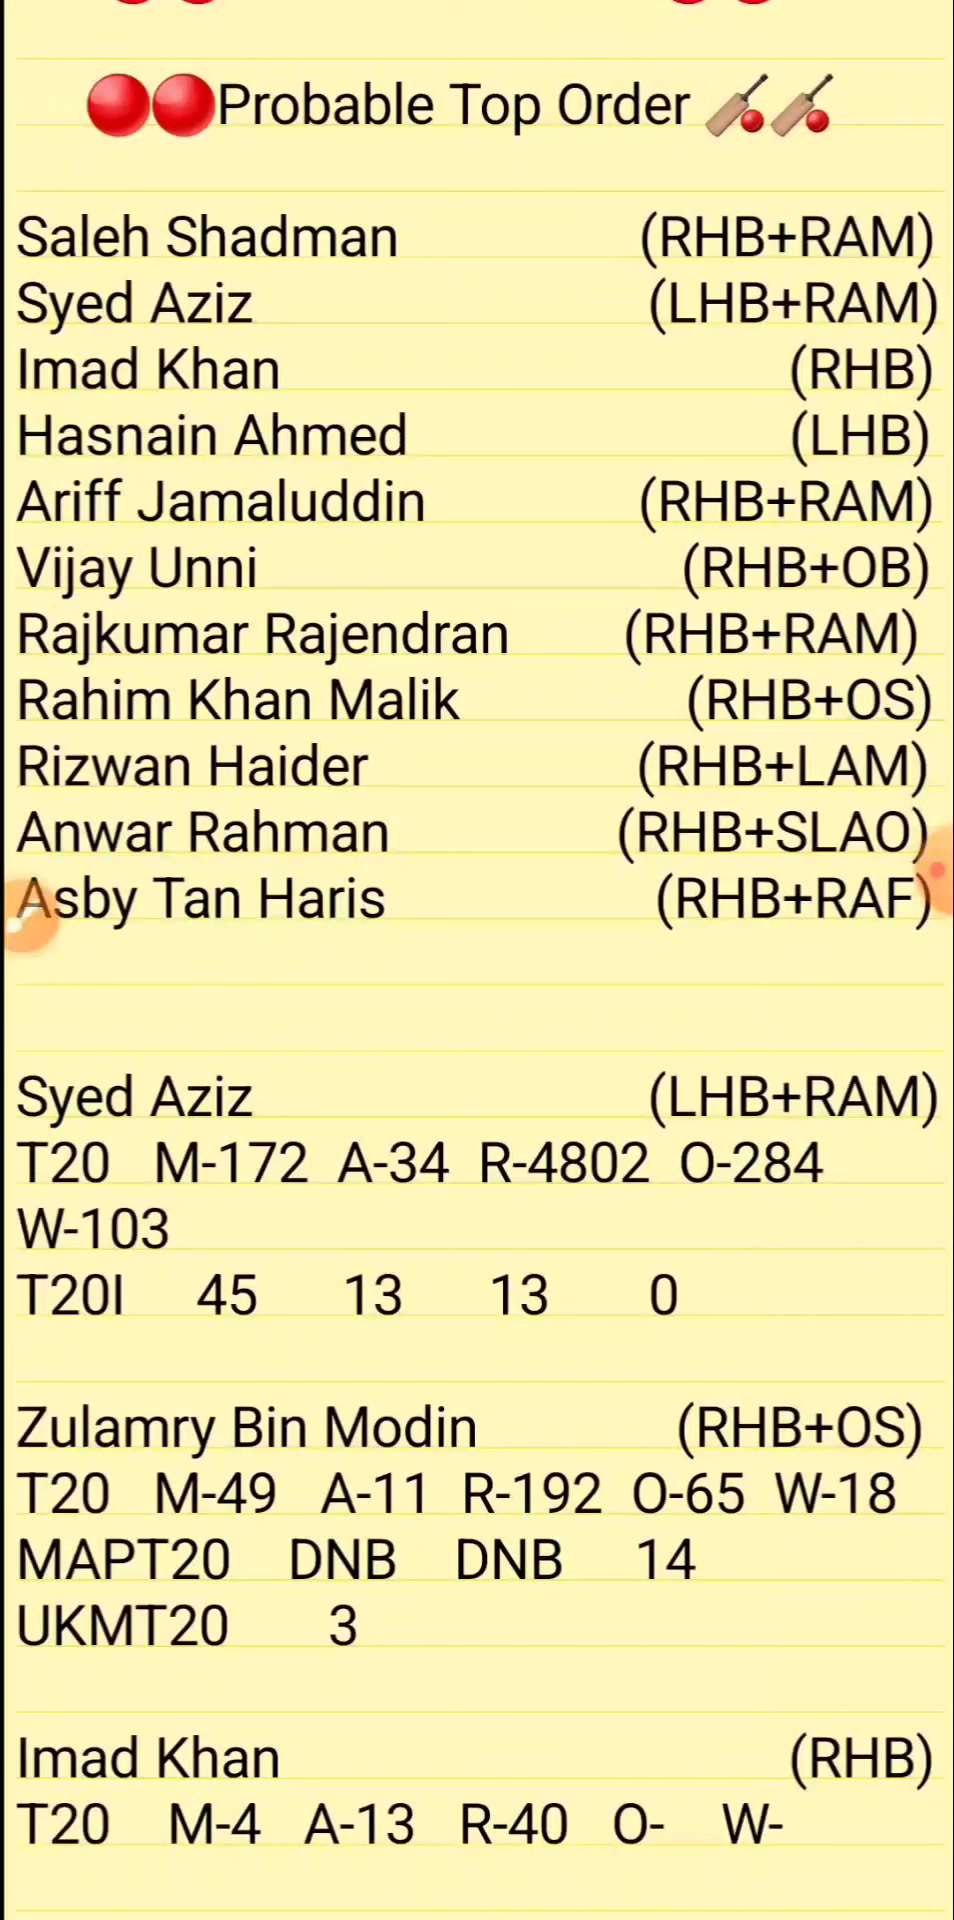 Probable Top Order
Saleh Shadman (RHB+RAM)
Syed Aziz (LHB+RAM)
Imad Khan (RHB)
Hasnain Ahmed (LHB)
Ariff Jamaluddin (RHB+RAM)
Vijay Unni (RHB+OB)
Rajkumar Rajendran (RHB+RAM)
Rahim Khan Malik (RHB+OS)
Rizwan Haider (RHB+LAM)
Anwar Rahman (RHB+SLAO)
Asby Tan Haris (RHB+RAF)
Syed Aziz (LHB+RAM)
T20 M-172 A-34 R-4802 O-284
W-103
T20I 45 13 13 0
Zulamry Bin Modin (RHB+OS)
T20 M-49 A-11 R-192 O-65 W-18
MAPT20 DNB DNB 14
UKMT20 3
Imad Khan (RHB)
T20 M-4 A-13 R-40 O- W-